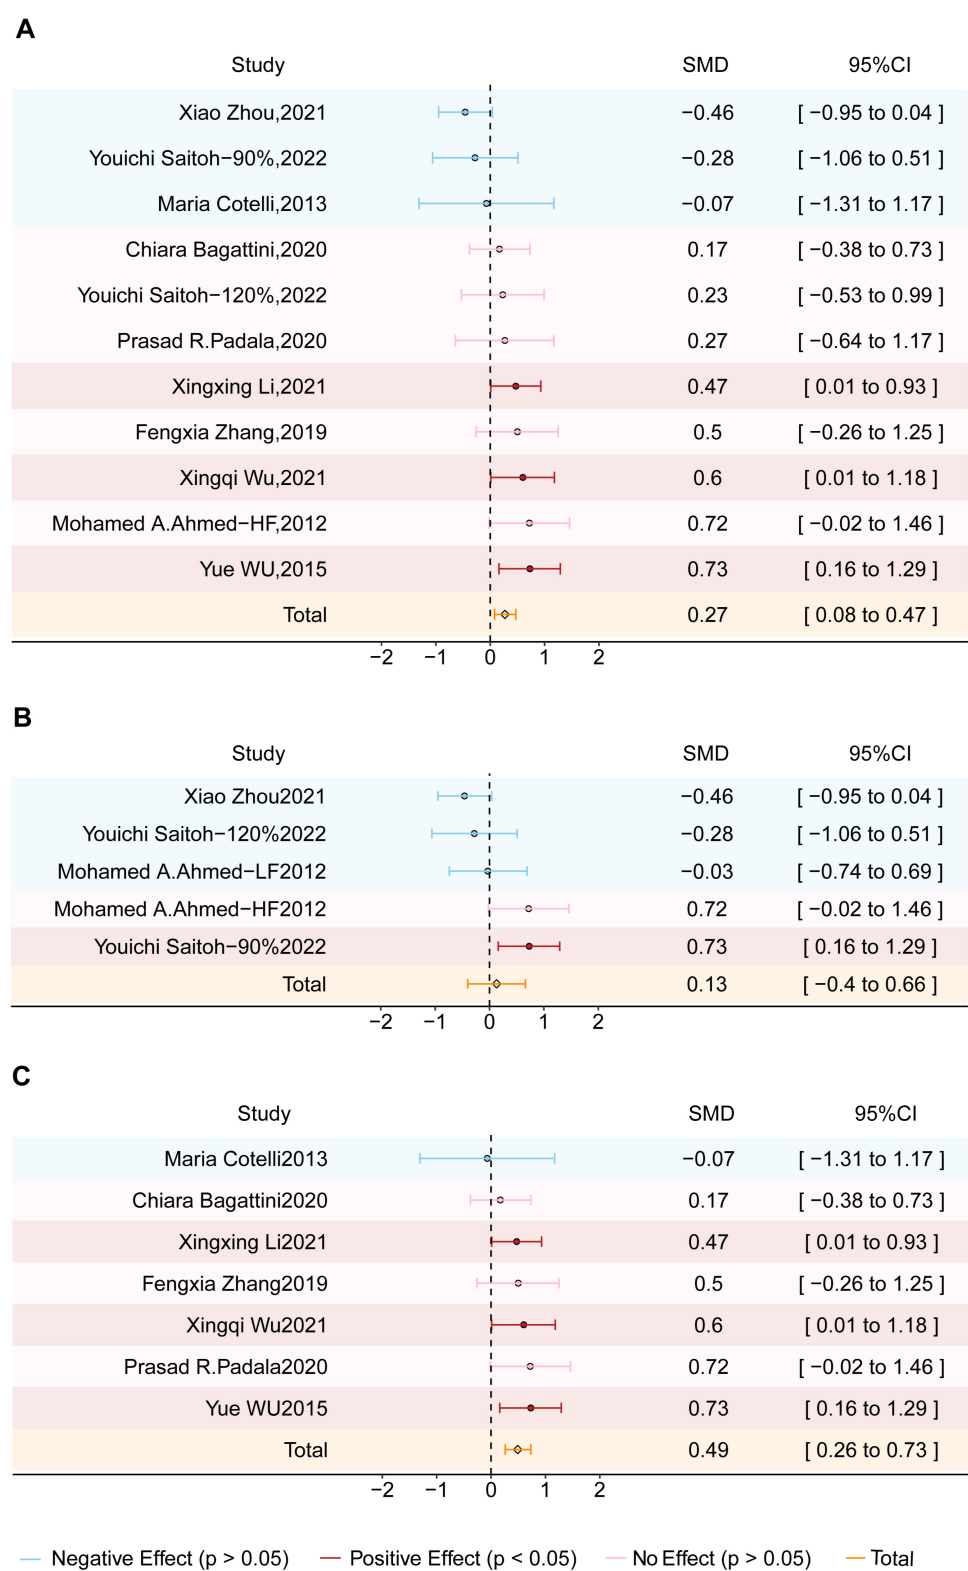 A
Study SMD 95%CI
Xiao Zhou,2021 −0.46 [ −0.95 to 0.04 ]
Youichi Saitoh−90%,2022 −0.28 [ −1.06 to 0.51 ]
Maria Cotelli,2013 −0.07 [ −1.31 to 1.17 ]
Chiara Bagattini,2020 0.17 [ −0.38 to 0.73 ]
Youichi Saitoh−120%,2022 0.23 [ −0.53 to 0.99 ]
Prasad R.Padala,2020 0.27 [ −0.64 to 1.17 ]
Xingxing Li,2021 0.47 [ 0.01 to 0.93 ]
Fengxia Zhang,2019 0.5 [ −0.26 to 1.25 ]
Xingqi Wu,2021 0.6 [ 0.01 to 1.18 ]
Mohamed A.Ahmed−HF,2012 0.72 [ −0.02 to 1.46 ]
Yue WU,2015 0.73 [ 0.16 to 1.29 ]
Total 0.27 [ 0.08 to 0.47 ]
−2 −1 0 1 2
B
Study SMD 95%CI
Xiao Zhou2021 −0.46 [ −0.95 to 0.04 ]
Youichi Saitoh−120%2022 −0.28 [ −1.06 to 0.51 ]
Mohamed A.Ahmed−LF2012 −0.03 [ −0.74 to 0.69 ]
Mohamed A.Ahmed−HF2012 0.72 [ −0.02 to 1.46 ]
Youichi Saitoh−90%2022 0.73 [ 0.16 to 1.29 ]
Total 0.13 [ −0.4 to 0.66 ]
−2 −1 0 1 2
C
Study SMD 95%CI
Maria Cotelli2013 −0.07 [ −1.31 to 1.17 ]
Chiara Bagattini2020 0.17 [ −0.38 to 0.73 ]
Xingxing Li2021 0.47 [ 0.01 to 0.93 ]
Fengxia Zhang2019 0.5 [ −0.26 to 1.25 ]
Xingqi Wu2021 0.6 [ 0.01 to 1.18 ]
Prasad R.Padala2020 0.72 [ −0.02 to 1.46 ]
Yue WU2015 0.73 [ 0.16 to 1.29 ]
Total 0.49 [ 0.26 to 0.73 ]
−2 −1 0 1 2
Negative Effect (p > 0.05) Positive Effect (p < 0.05) No Effect (p > 0.05) Total